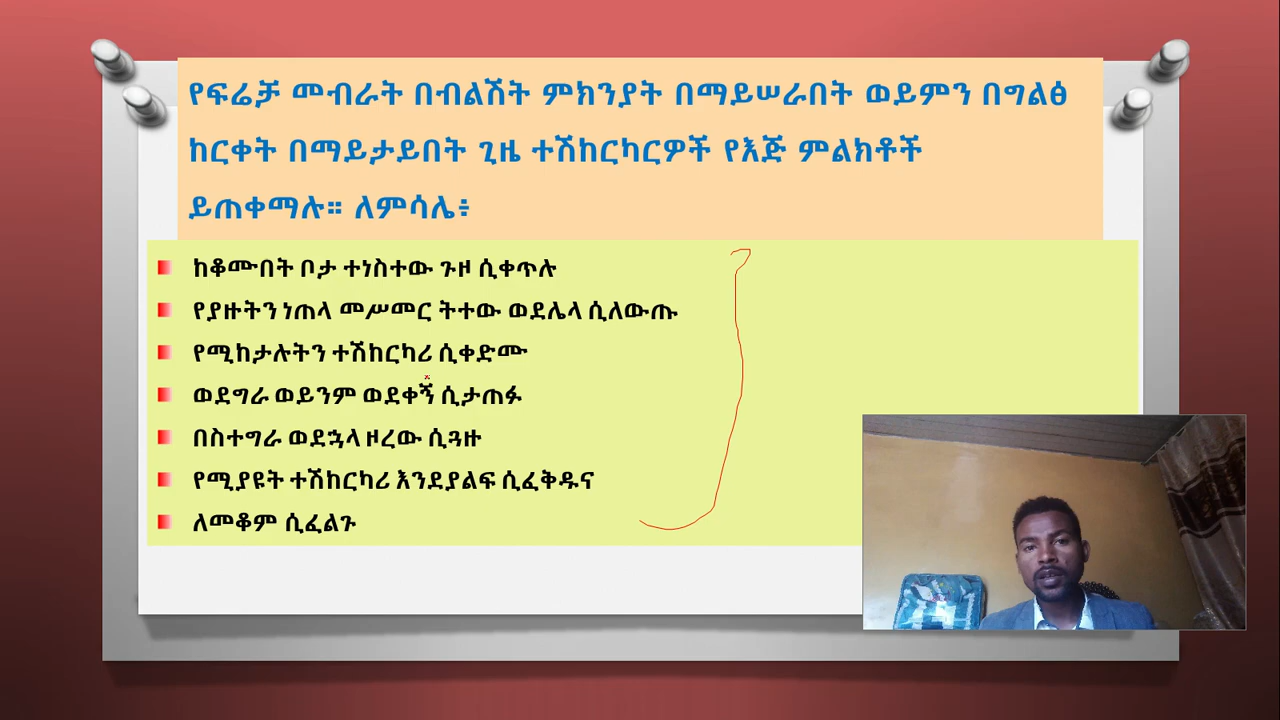 የፍሬቻ መብራት በብልሽት ምክንያት በማይሠራበት ወይምን በግልፅ
ከርቀት በማይታይበት ጊዜ ተሽከርካርዎች የእጅ ምልክቶች
ይጠቀማሉ። ለምሳሌ፥
ከቆሙበት ቦታ ተነስተው ጉዞ ሲቀጥሉ
የያዙትን ነጠላ መሥመር ትተው ወደሌላ ሲለውጡ
የሚከታሉትን ተሽከርካሪ ሲቀድሙ
ወደግራ ወይንም ወደቀኝ ሲታጠፉ
በስተግራ ወደኋላ ዞረው ሲጓዙ
የሚያዩት ተሽከርካሪ እንደያልፍ ሲፈቅዱና
ለመቆም ሲፈልጉ